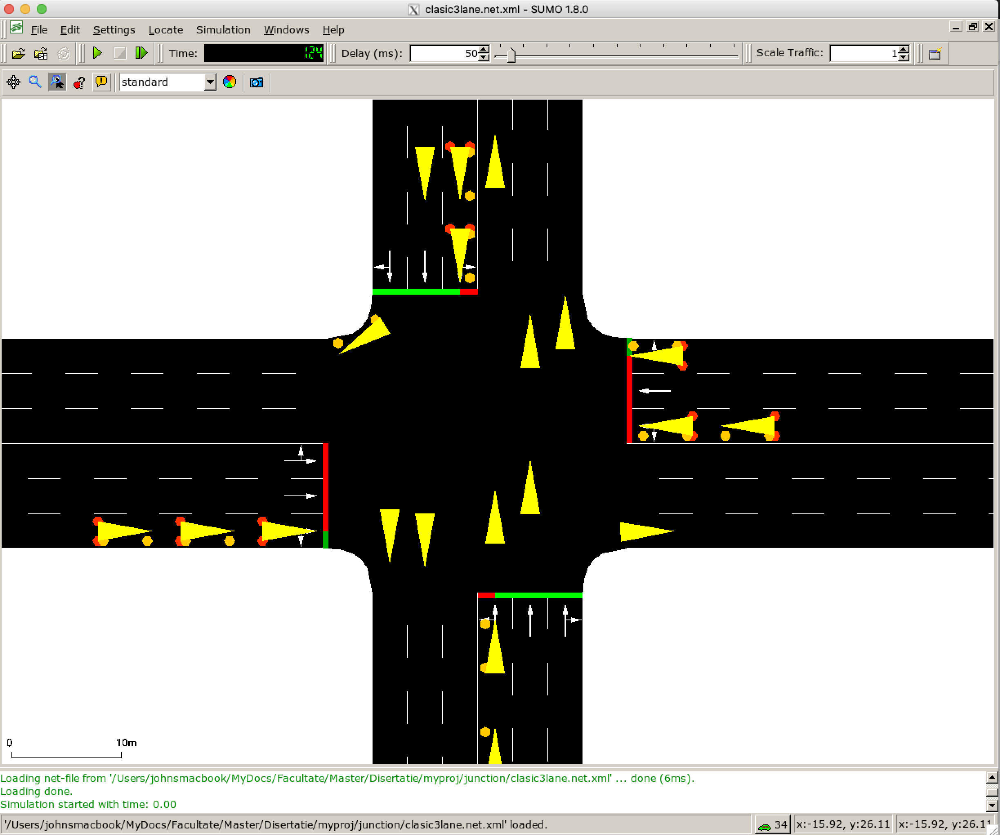 clasic3lane.net.xml - SUMO 1.8.0
File Edit Settings Locate Simulation Windows Help
Time: 124 Delay (ms): 50 Scale Traffic: 1
standard
0 10m
Loading net-file from '/Users/johnsmacbook/MyDocs/Facultate/Master/Disertatie/myproj/junction/clasic3lane.net.xml' ... done (6ms).
Loading done.
Simulation started with time: 0.00
'/Users/johnsmacbook/MyDocs/Facultate/Master/Disertatie/myproj/junction/clasic3lane.net.xml' loaded. 34 x:-15.92, y:26.11 x:-15.92, y:26.11